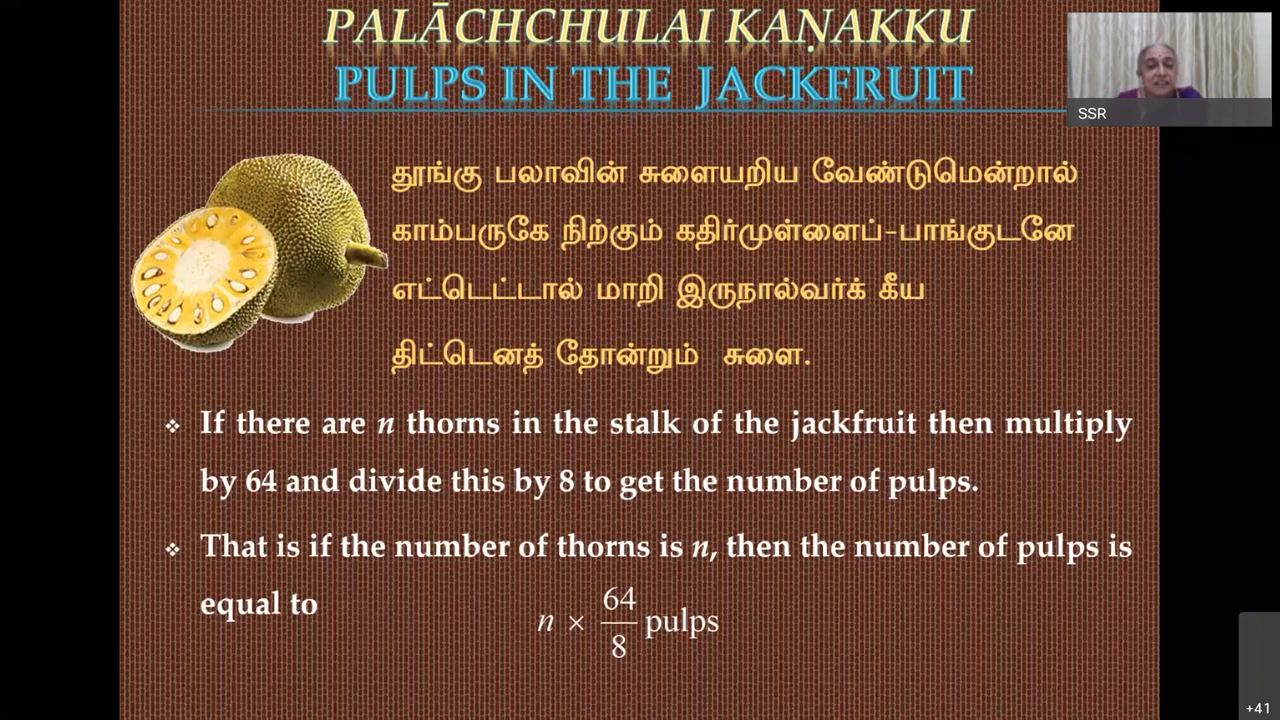 PALĀCHCHULAI KAṆAKKU
PULPS IN THE JACKFRUIT
SSR
தூங்கு பலாவின் சுளையறிய வேண்டுமென்றால்
காம்பருகே நிற்கும் கதிர்முள்ளைப்-பாங்குடனே
எட்டெட்டால் மாறி இருநால்வர்க் கீய
திட்டெனத் தோன்றும் சுளை.
❖ If there are n thorns in the stalk of the jackfruit then multiply
by 64 and divide this by 8 to get the number of pulps.
❖ That is if the number of thorns is n, then the number of pulps is
equal to
n × 64/8 pulps
+41